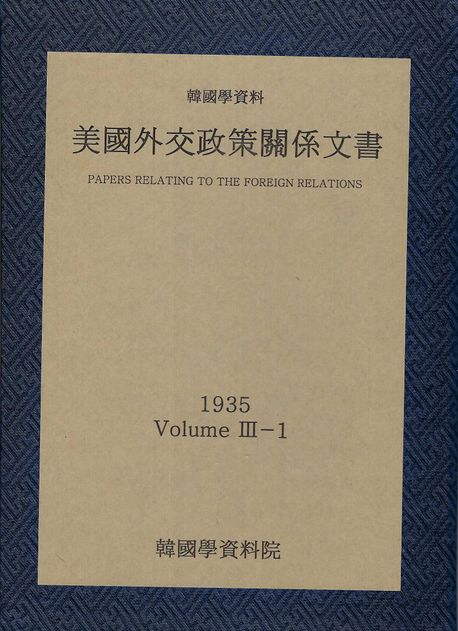 韓國學資料
美國外交政策關係文書
PAPERS RELATING TO THE FOREIGN RELATIONS
1935
Volume Ⅲ-1
韓國學資料院